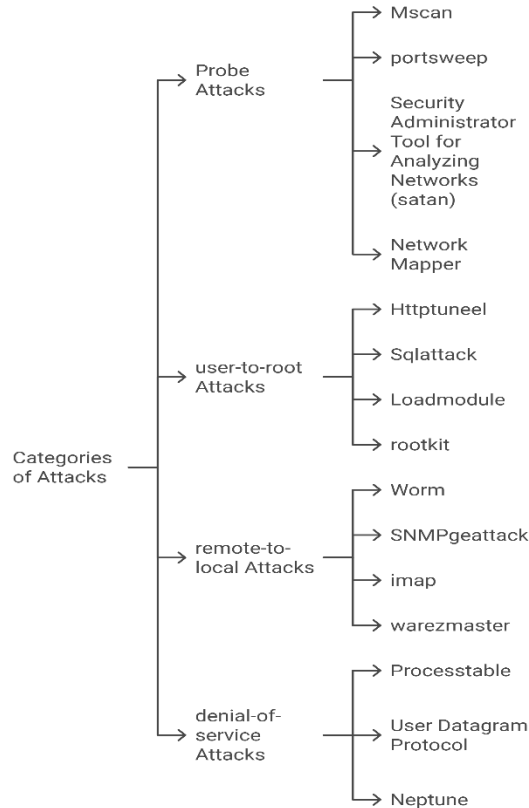 Mscan
Probe
Attacks
portsweep
Security
Administrator
Tool for
Analyzing
Networks
(satan)
Network
Mapper
Categories
of Attacks
user-to-root
Attacks
Httptuneel
Sqlattack
Loadmodule
rootkit
remote-to-
local Attacks
Worm
SNMPgeattack
imap
warezmaster
denial-of-
service
Attacks
Processtable
User Datagram
Protocol
Neptune